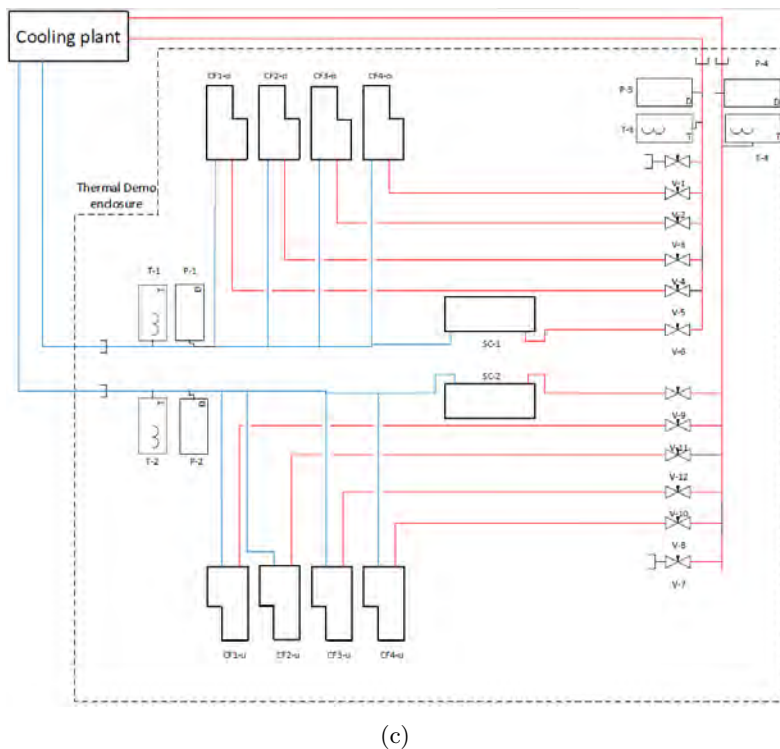 Cooling plant
CF1-o
CF2-o
CF3-o
CF4-o
P-4
P-3
D
D
T
T
T-4
V-1
V-2
V-3
V-4
V-5
V-6
Thermal Demo
enclosure
T-1
P-1
T
D
SC-1
SC-2
T
D
T-2
P-2
V-9
V-11
V-12
V-10
V-8
V-7
CF1-u
CF2-u
CF3-u
CF4-u
(c)